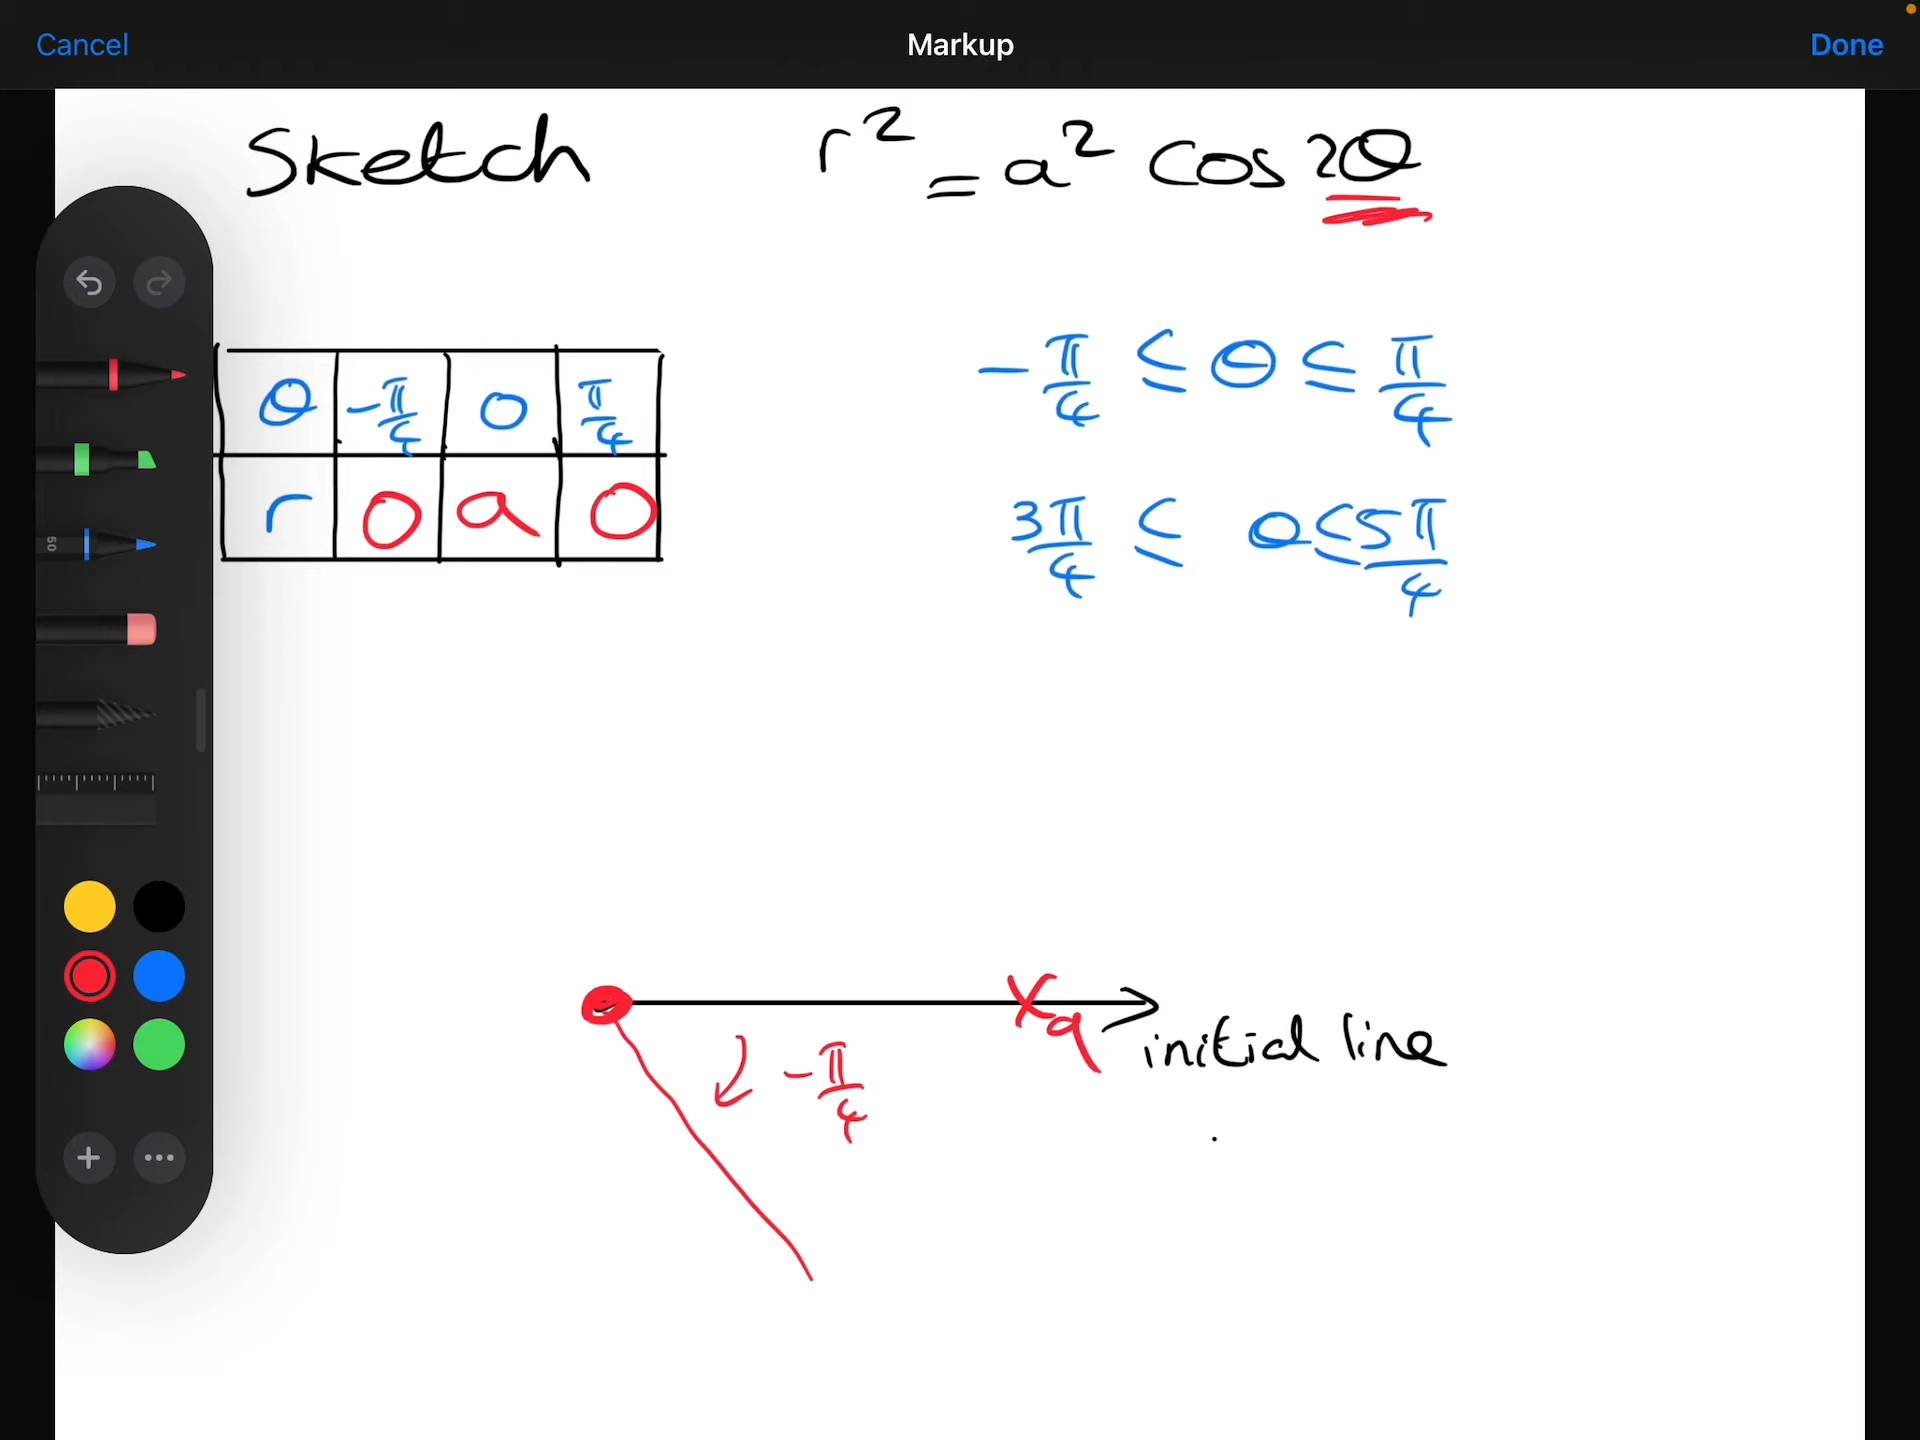 Cancel Markup Done
Sketch r² = a² cos 2θ
-π/4 ≤ θ ≤ π/4
θ -π/4 0 π/4
r 0 a 0
3π/4 ≤ θ ≤ 5π/4
50
a
initial line
-π/4